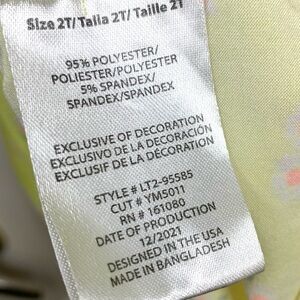 Size 2T/ Talla 2T/ Taille 2T
95% POLYESTER/
POLIESTER/POLYESTER
5% SPANDEX/
SPANDEX/SPANDEX
EXCLUSIVE OF DECORATION
EXCLUSIVO DE LA DECORACIÓN
EXCLUSIF DE LA DÉCORATION
STYLE # LT2-95585
CUT # YM5011
RN # 161080
DATE OF PRODUCTION
12/2021
DESIGNED IN THE USA
MADE IN BANGLADESH